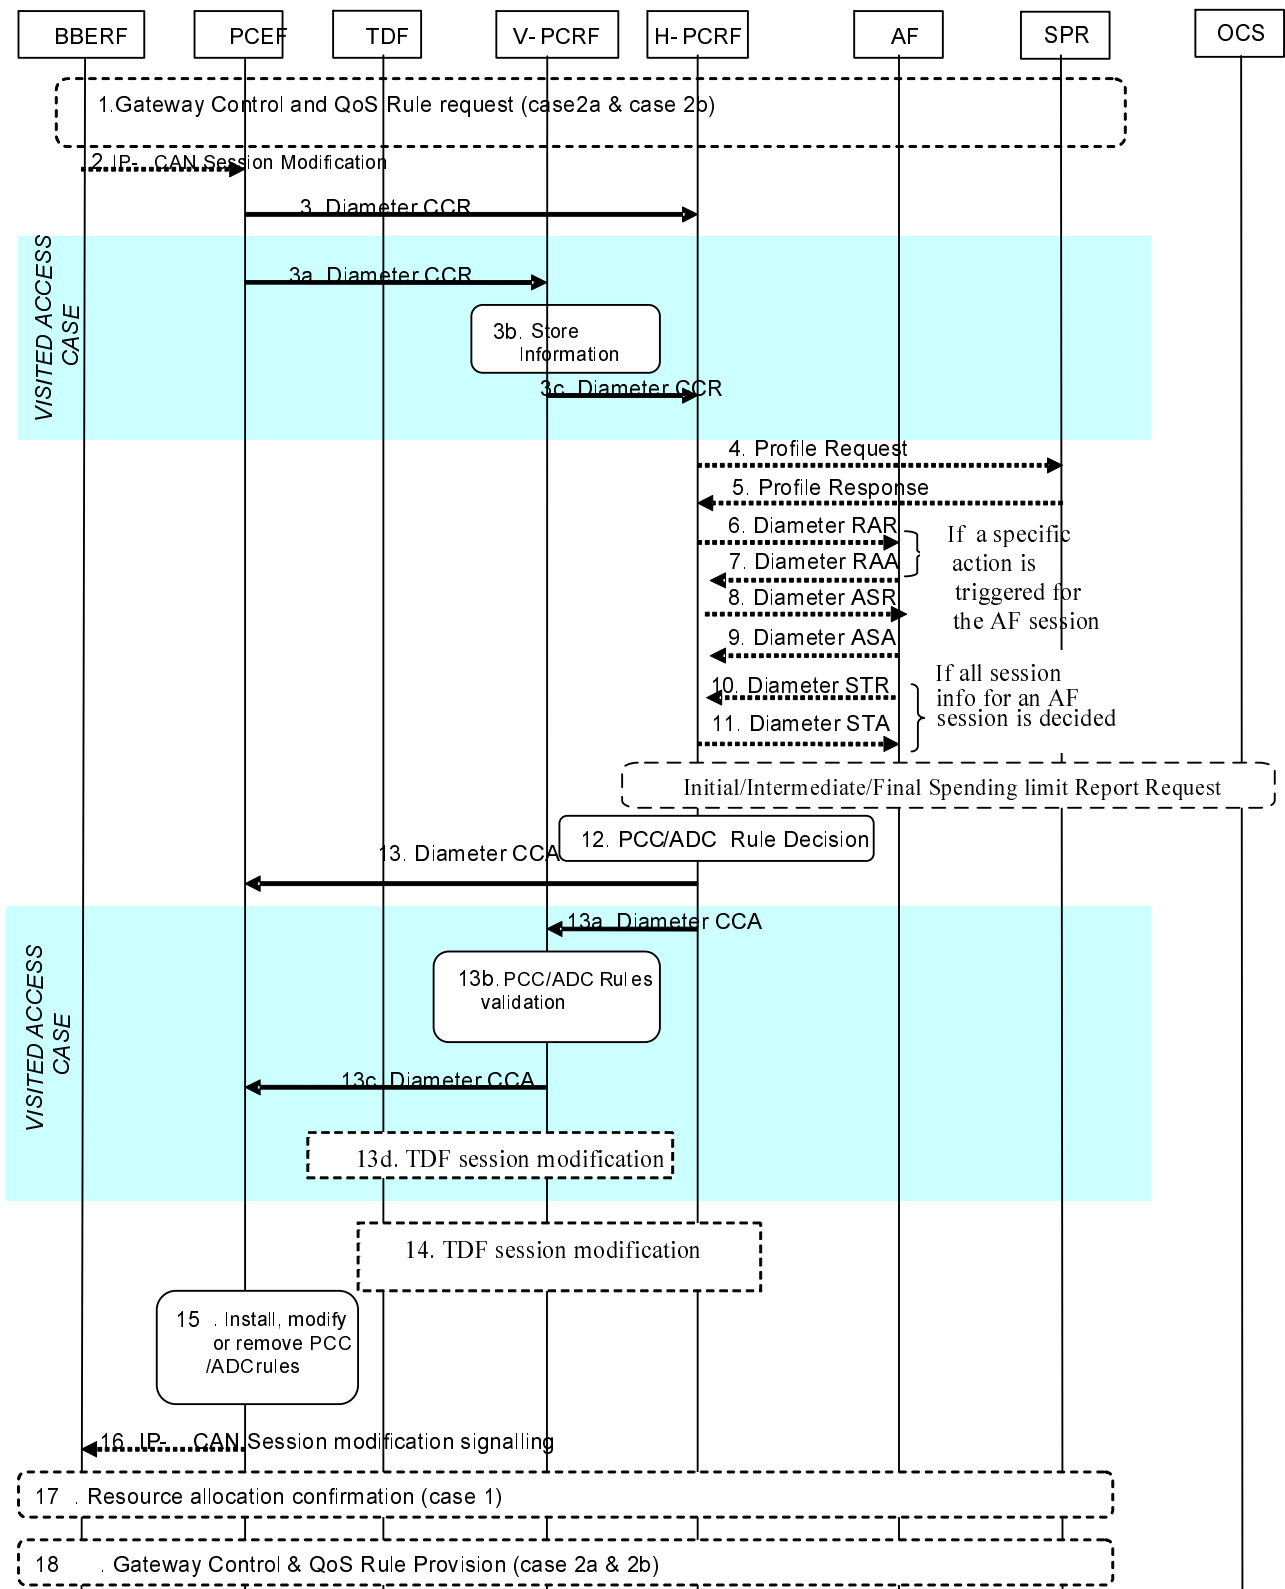 BBERF
PCEF
TDF
V- PCRF
H- PCRF
AF
SPR
OCS
1.Gateway Control and QoS Rule request (case2a & case 2b)
2. IP- CAN Session Modification
3. Diameter CCR
VISITED ACCESS
CASE
3a. Diameter CCR
3b. Store
Information
3c. Diameter CCR
4. Profile Request
5. Profile Response
6. Diameter RAR
7. Diameter RAA
8. Diameter ASR
9. Diameter ASA
If a specific
action is
triggered for
the AF session
10. Diameter STR
11. Diameter STA
If all session
info for an AF
session is decided
Initial/Intermediate/Final Spending limit Report Request
12. PCC/ADC Rule Decision
13. Diameter CCA
VISITED ACCESS
CASE
13a. Diameter CCA
13b. PCC/ADC Rules
validation
13c. Diameter CCA
13d. TDF session modification
14. TDF session modification
15 . Install, modify
or remove PCC
/ADCrules
16. IP- CAN Session modification signalling
17 . Resource allocation confirmation (case 1)
18 . Gateway Control & QoS Rule Provision (case 2a & 2b)